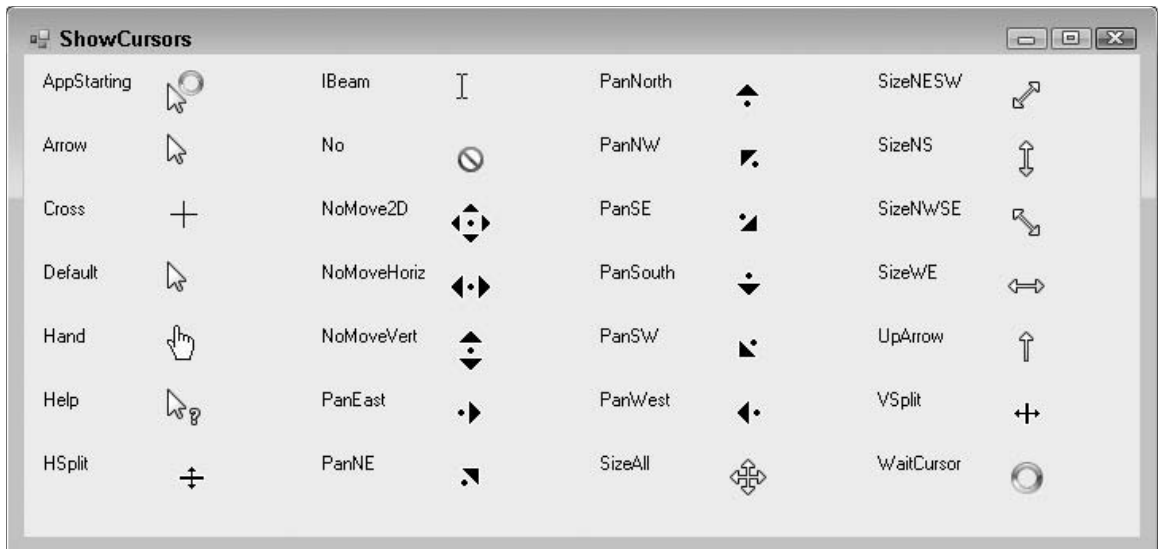 ShowCursors
AppStarting
IBeam
PanNorth
SizeNESW
Arrow
No
PanNW
SizeNS
Cross
NoMove2D
PanSE
SizeNWSE
Default
NoMoveHoriz
PanSouth
SizeWE
Hand
NoMoveVert
PanSW
UpArrow
Help
PanEast
PanWest
VSplit
HSplit
PanNE
SizeAll
WaitCursor